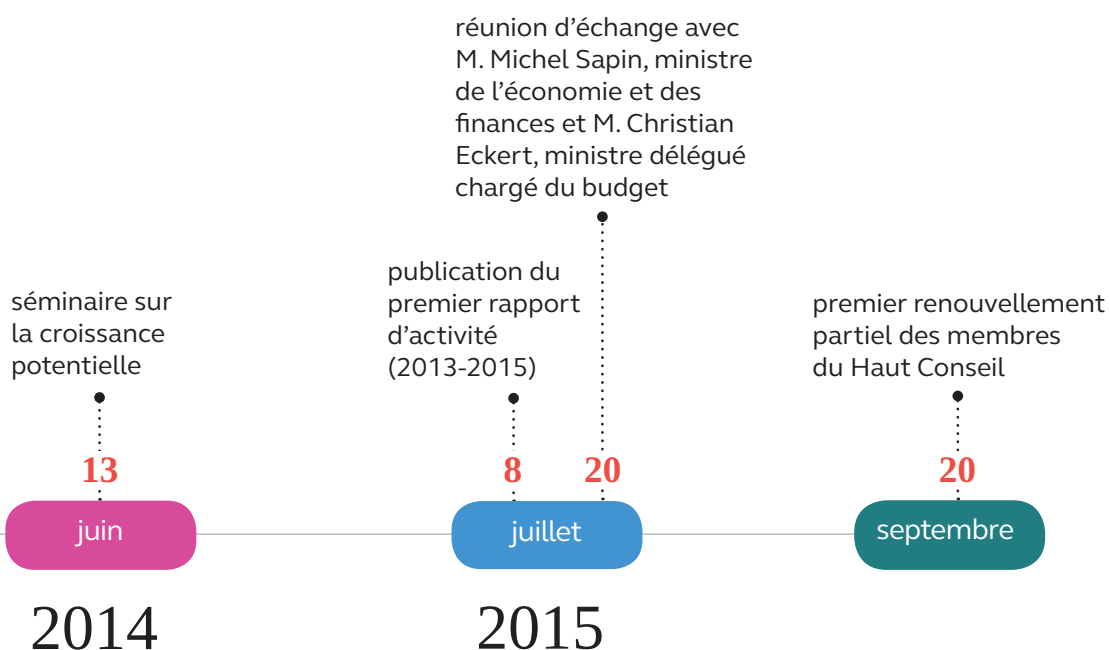 séminaire sur
la croissance
potentielle
13
juin
2014
publication du
premier rapport
d’activité
(2013-2015)
8
réunion d’échange avec
M. Michel Sapin, ministre
de l’économie et des
finances et M. Christian
Eckert, ministre délégué
chargé du budget
20
juillet
2015
premier renouvellement
partiel des membres
du Haut Conseil
20
septembre